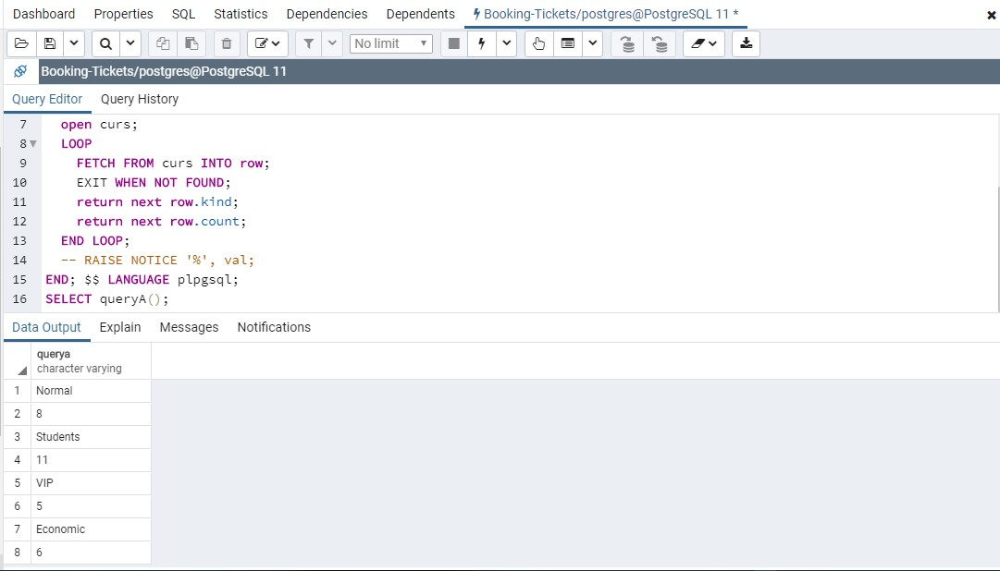 Dashboard Properties SQL Statistics Dependencies Dependents Booking-Tickets/postgres@PostgreSQL 11 *
No limit
Booking-Tickets/postgres@PostgreSQL 11
Query Editor Query History
7 open curs;
8 LOOP
9 FETCH FROM curs INTO row;
10 EXIT WHEN NOT FOUND;
11 return next row.kind;
12 return next row.count;
13 END LOOP;
14 -- RAISE NOTICE '%', val;
15 END; $$ LANGUAGE plpgsql;
16 SELECT queryA();
Data Output Explain Messages Notifications
querya
character varying
1 Normal
2 8
3 Students
4 11
5 VIP
6 5
7 Economic
8 6